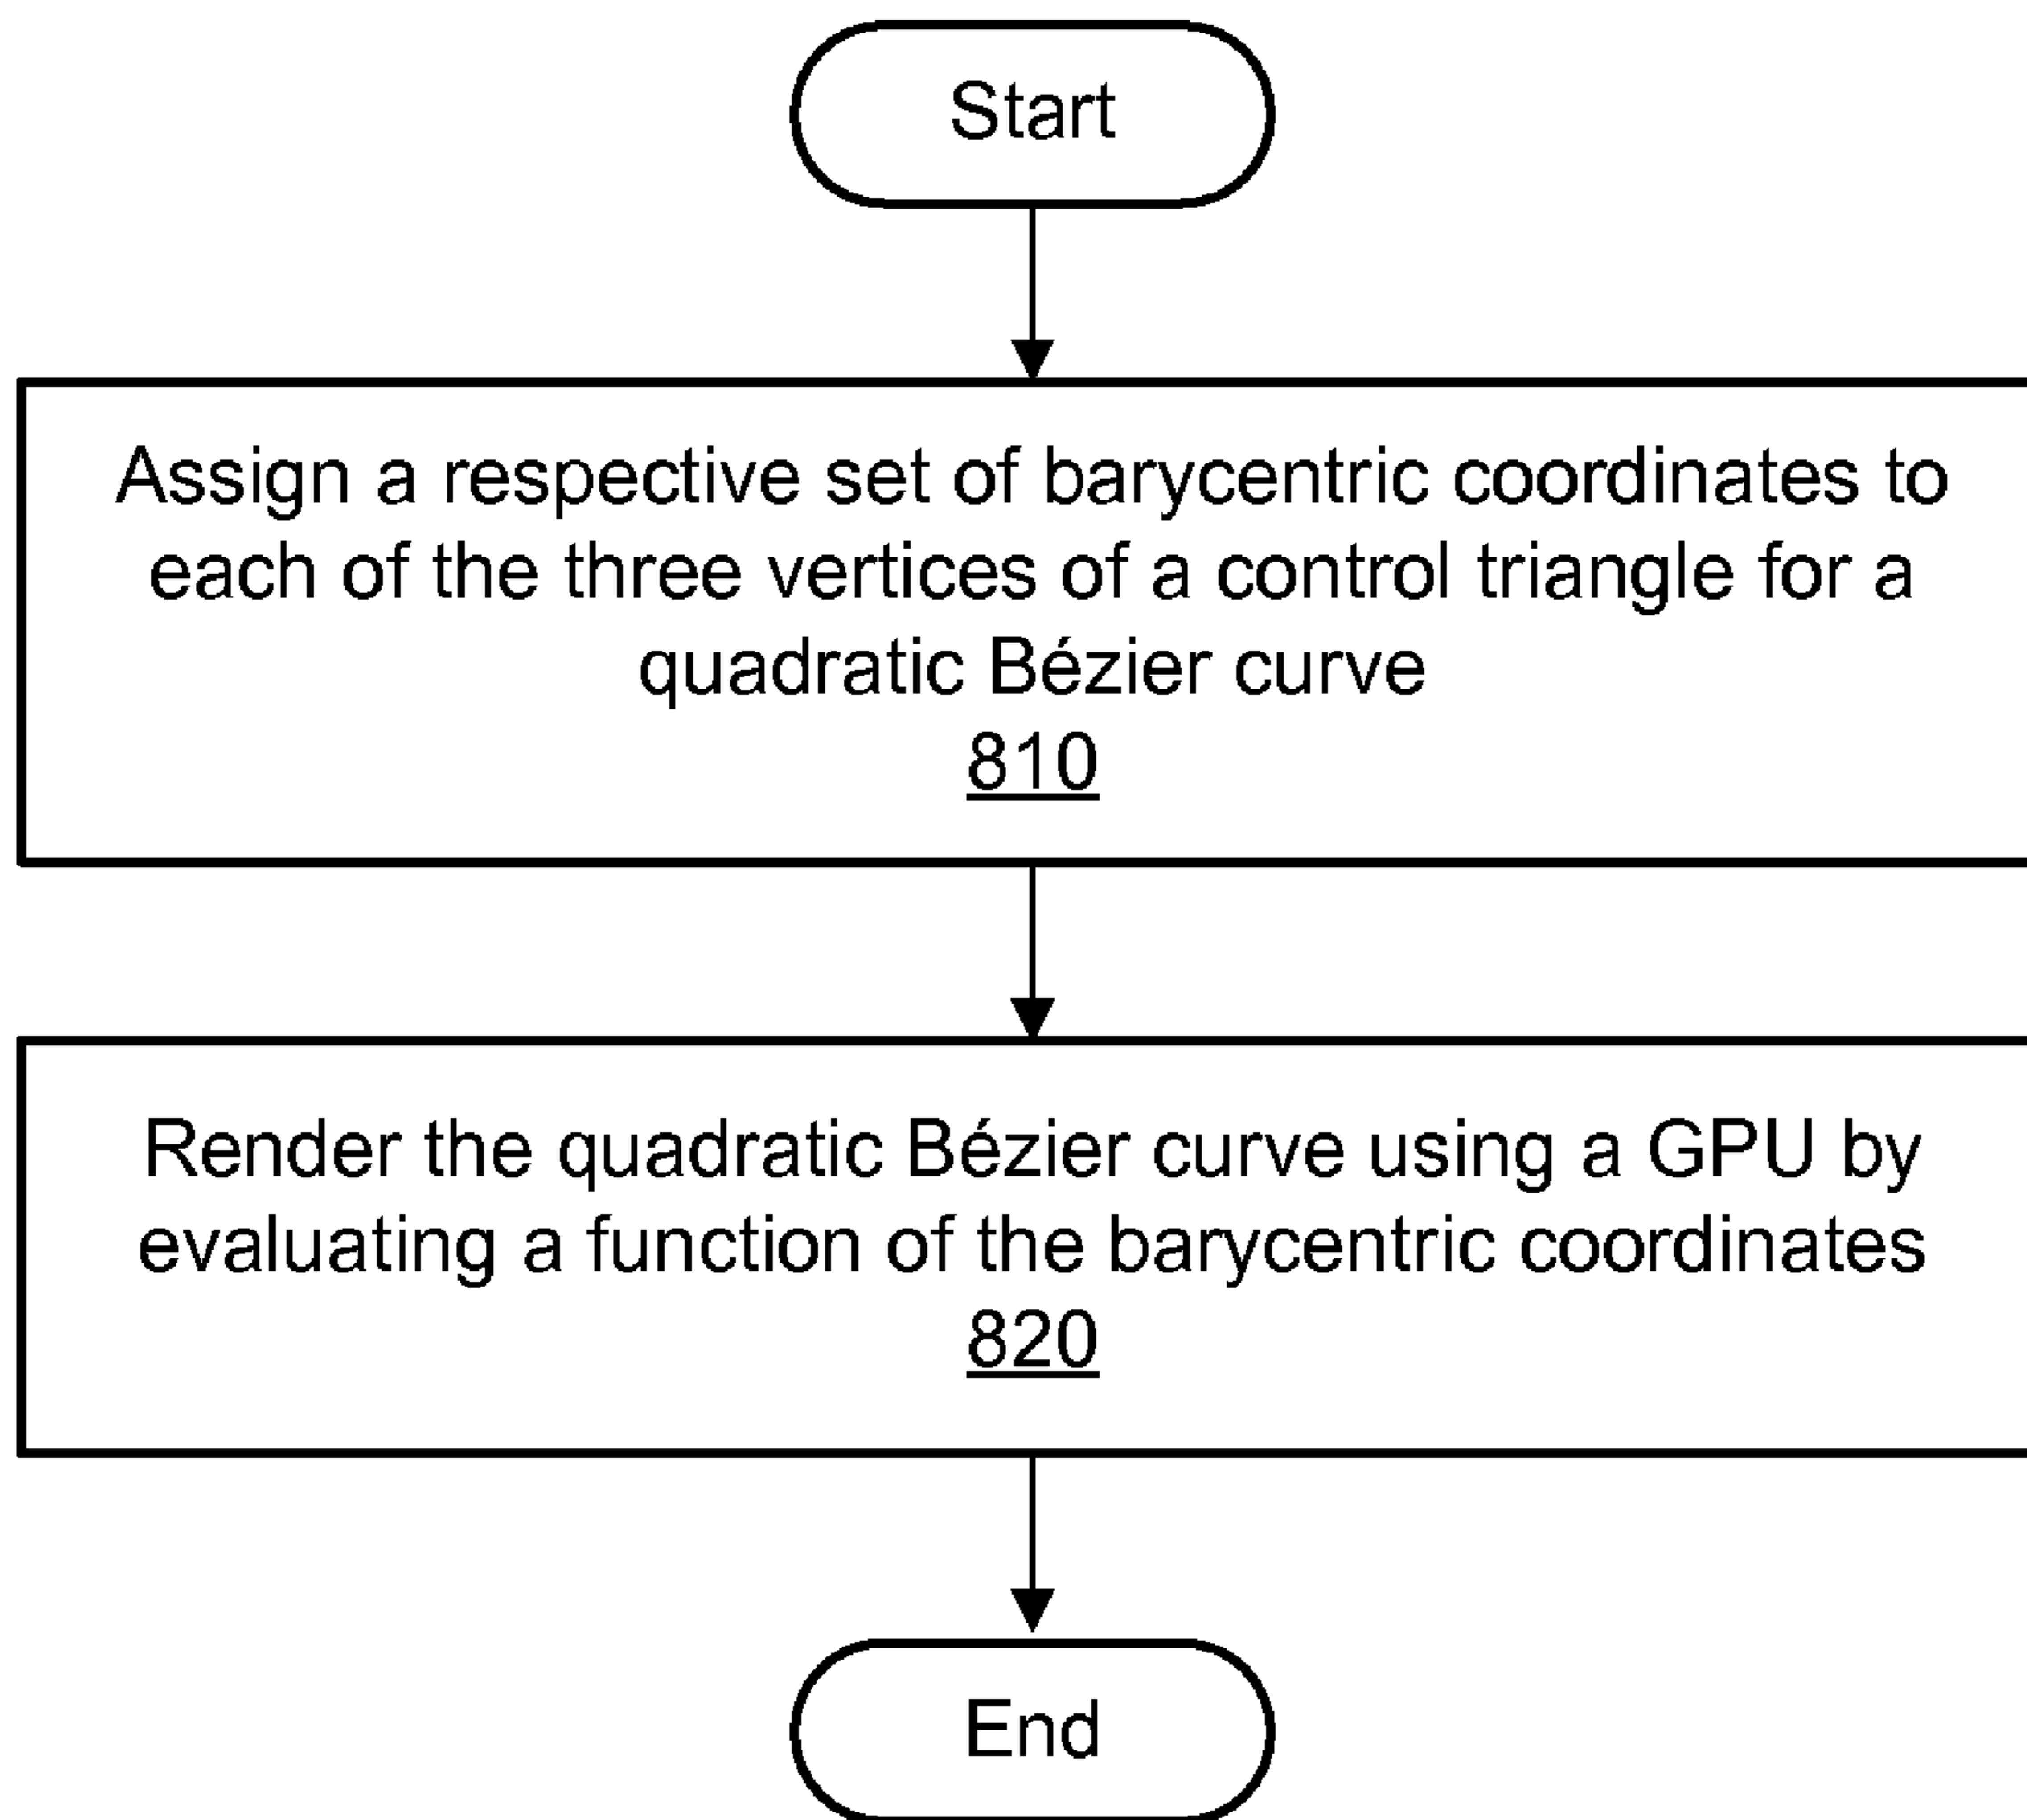 Start
Assign a respective set of barycentric coordinates to
each of the three vertices of a control triangle for a
quadratic Bézier curve
810
Render the quadratic Bézier curve using a GPU by
evaluating a function of the barycentric coordinates
820
End